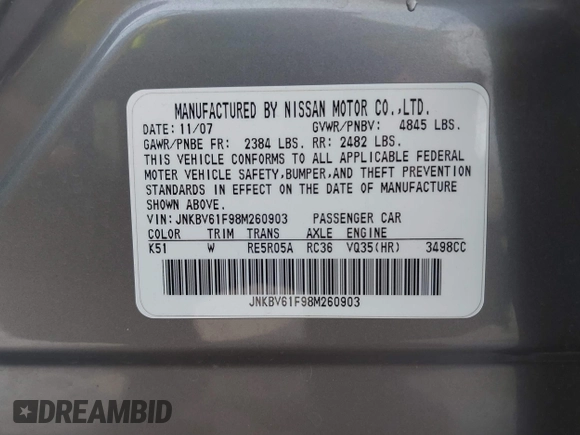 MANUFACTURED BY NISSAN MOTOR CO.,LTD.
DATE: 11/07 GVWR/PNBV: 4845 LBS.
GAWR/PNBE FR: 2384 LBS. RR: 2482 LBS.
THIS VEHICLE CONFORMS TO ALL APPLICABLE FEDERAL
MOTOR VEHICLE SAFETY,BUMPER,AND THEFT PREVENTION
STANDARDS IN EFFECT ON THE DATE OF MANUFACTURE
SHOWN ABOVE.
VIN:JNKBV61F98M260903 PASSENGER CAR
COLOR TRIM TRANS AXLE ENGINE
K51 W RE5R05A RC36 VQ35(HR) 3498CC
JNKBV61F98M260903
DREAMBID